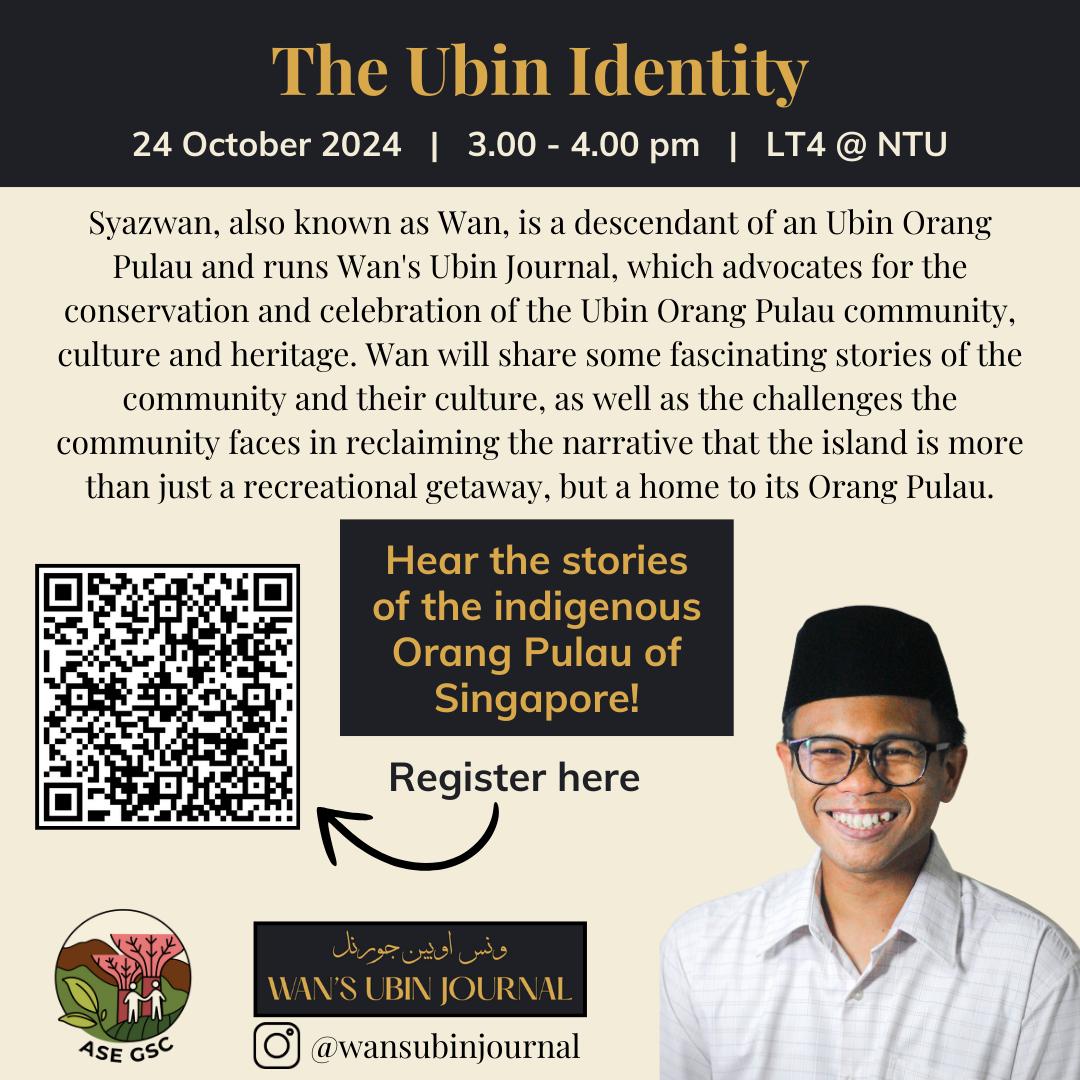 The Ubin Identity
24 October 2024 | 3.00 - 4.00 pm | LT4 @ NTU
Syazwan, also known as Wan, is a descendant of an Ubin Orang
Pulau and runs Wan's Ubin Journal, which advocates for the
conservation and celebration of the Ubin Orang Pulau community,
culture and heritage. Wan will share some fascinating stories of the
community and their culture, as well as the challenges the
community faces in reclaiming the narrative that the island is more
than just a recreational getaway, but a home to its Orang Pulau.
Hear the stories
of the indigenous
Orang Pulau of
Singapore!
Register here
ونس اوبين جورنل
WAN'S UBIN JOURNAL
@wansubinjournal
ASE GSC